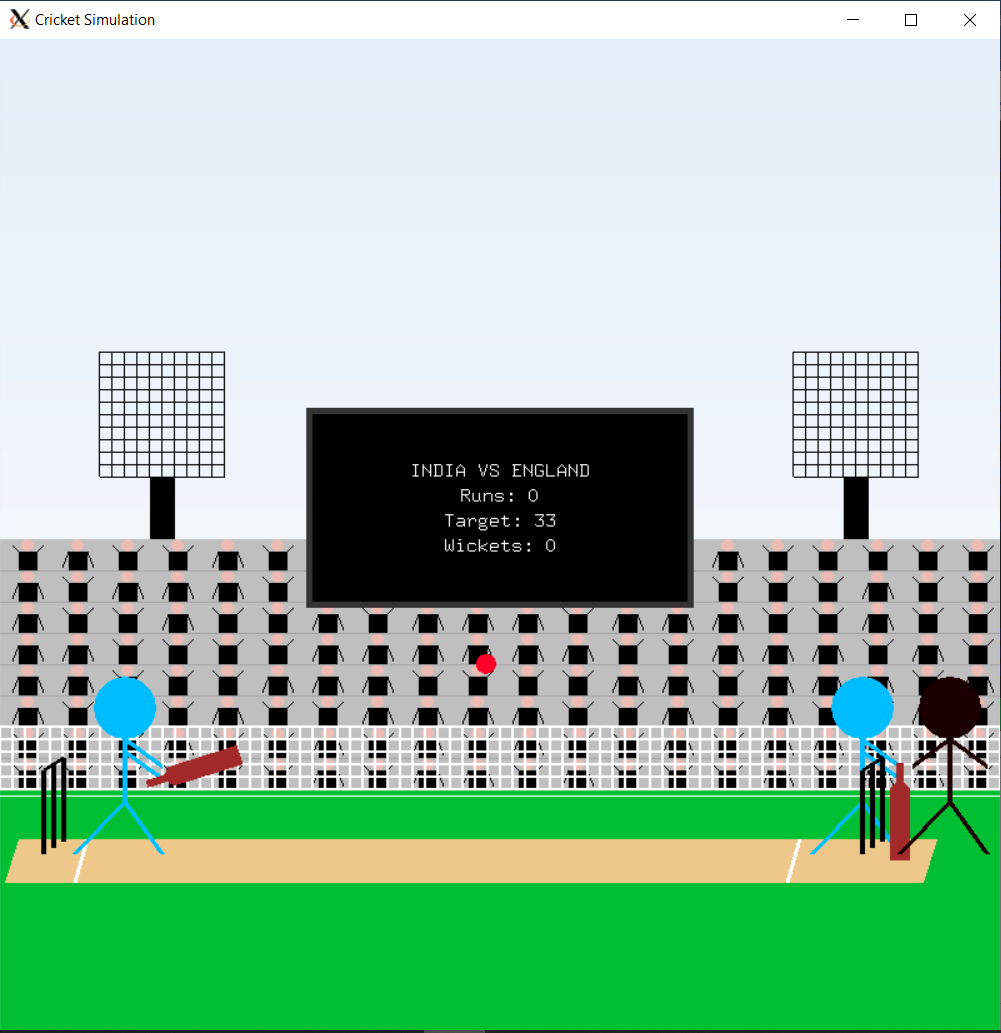 Cricket Simulation
INDIA VS ENGLAND
Runs: 0
Target: 33
Wickets: 0